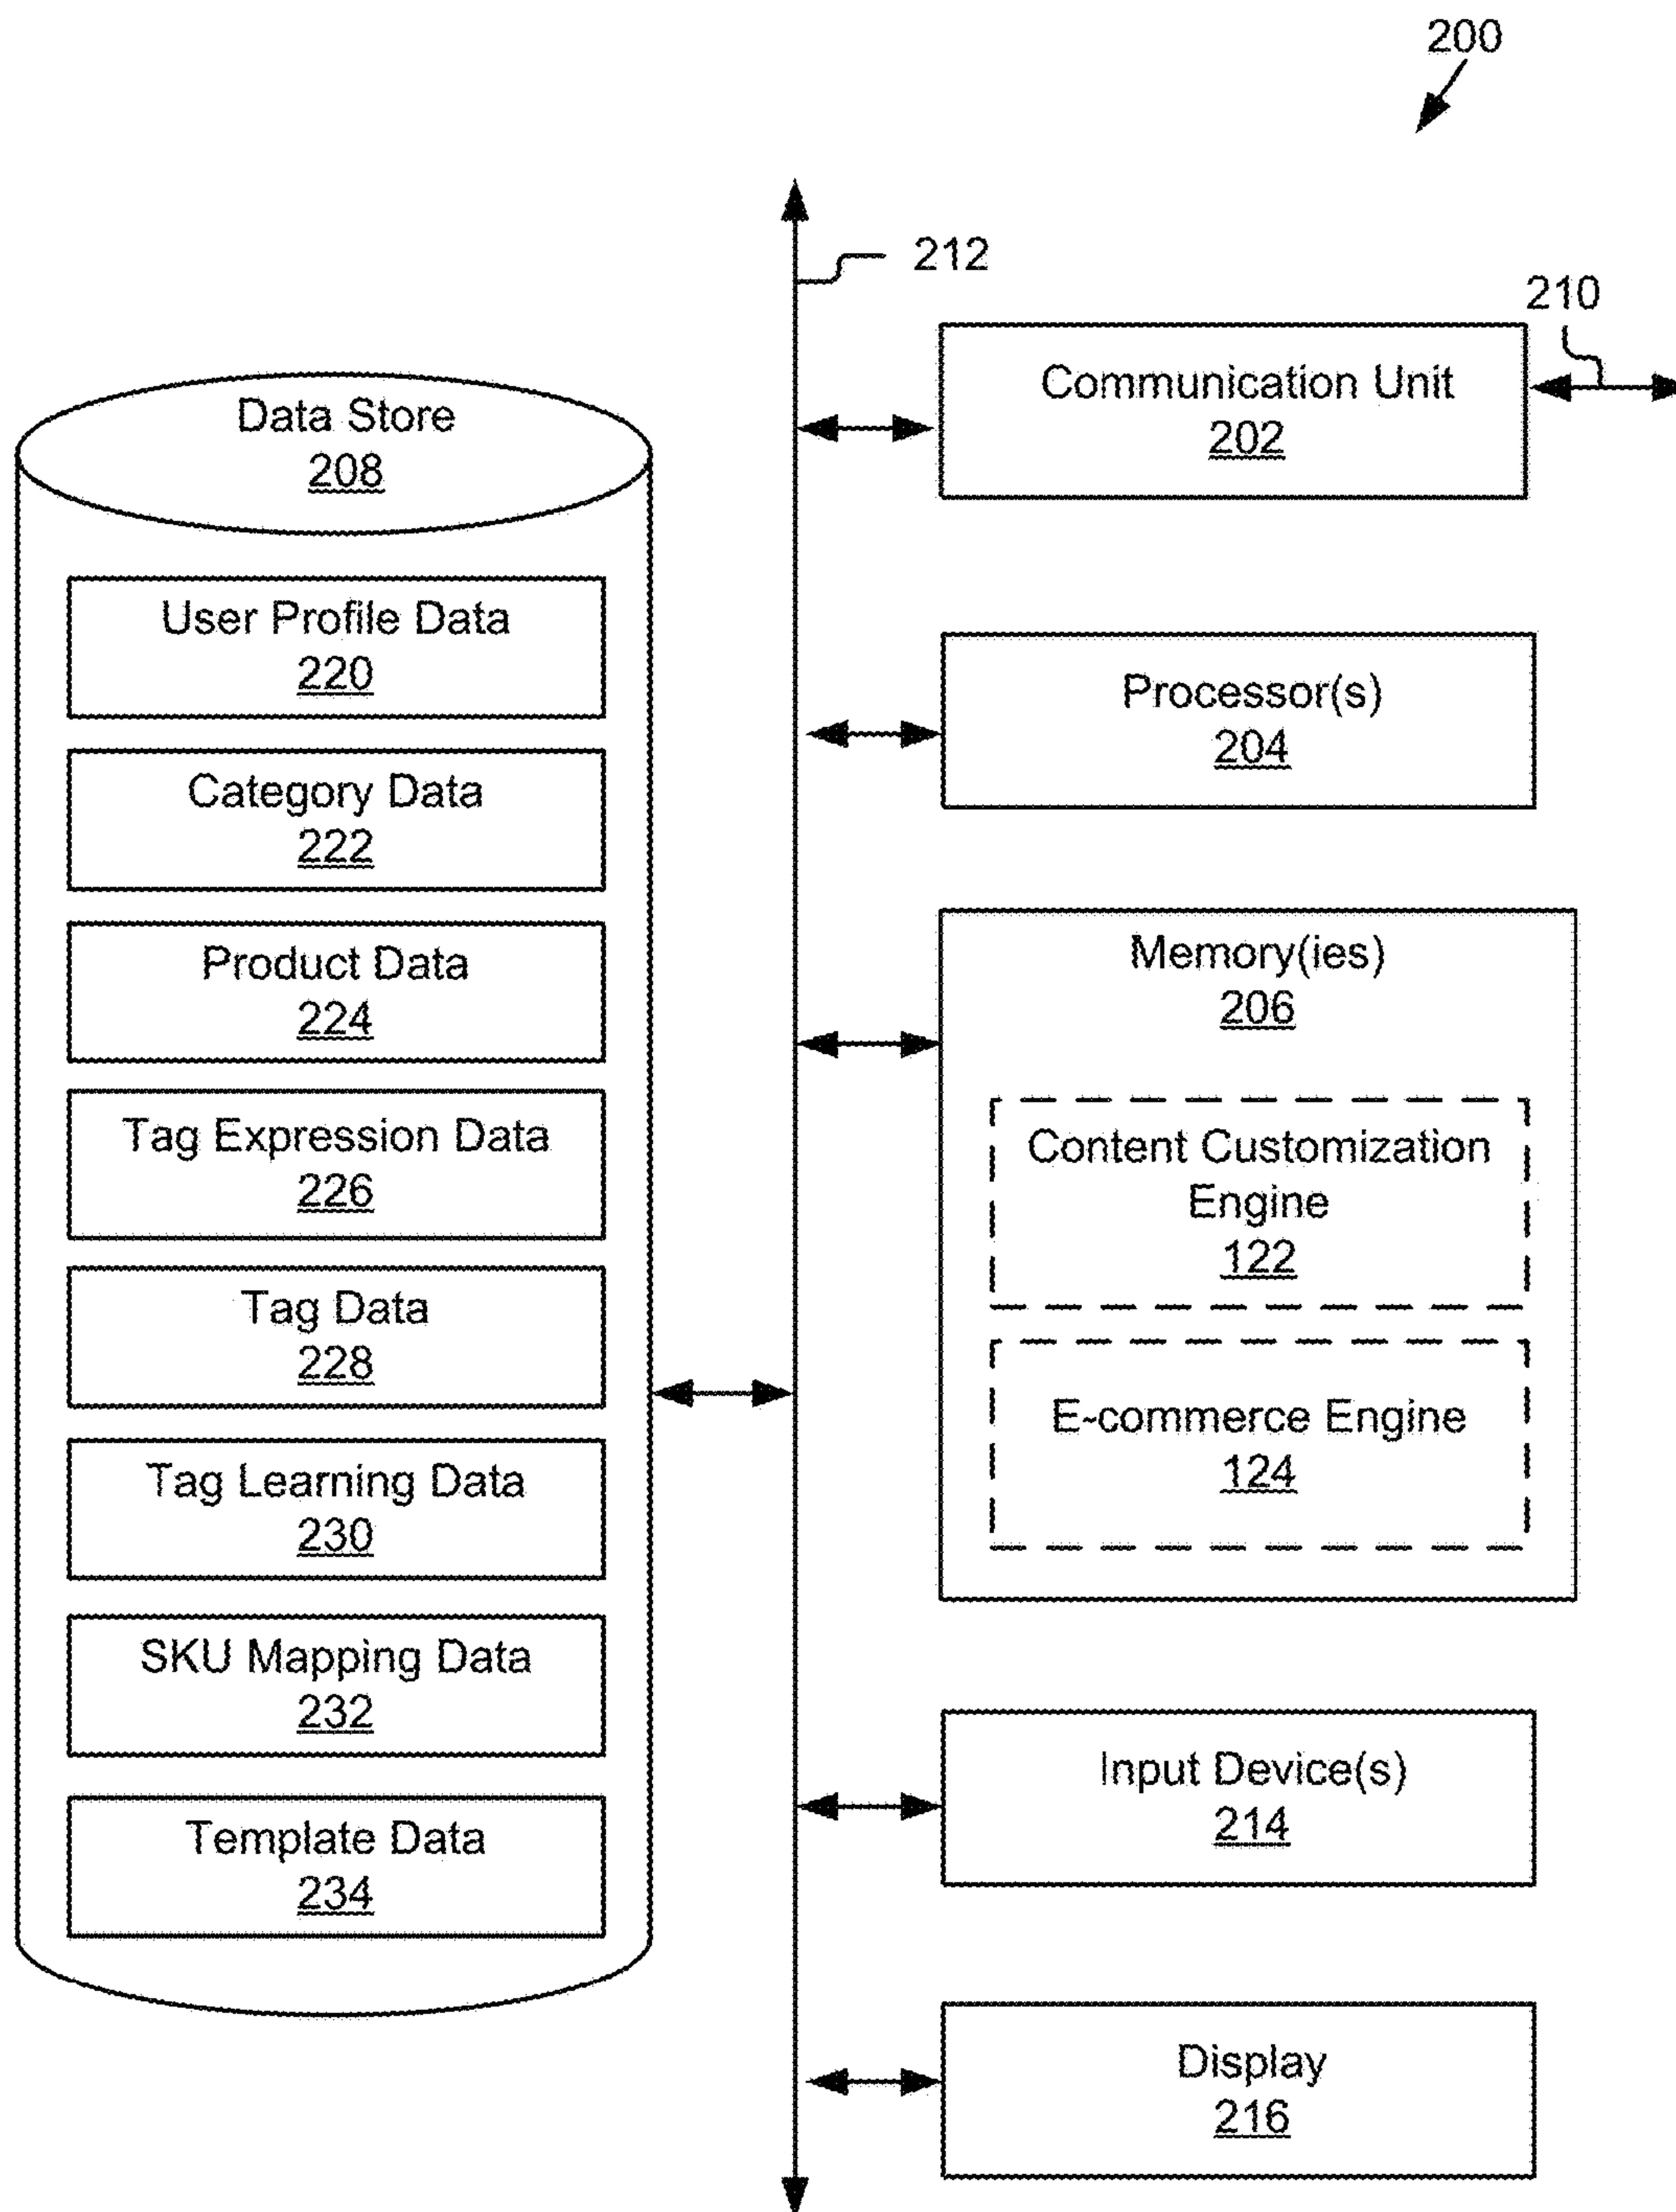 200
212
210
Communication Unit
202
Data Store
208
User Profile Data
220
Category Data
222
Product Data
224
Tag Expression Data
226
Tag Data
228
Tag Learning Data
230
SKU Mapping Data
232
Template Data
234
Processor(s)
204
Memory(ies)
206
Content Customization
Engine
122
E-commerce Engine
124
Input Device(s)
214
Display
216